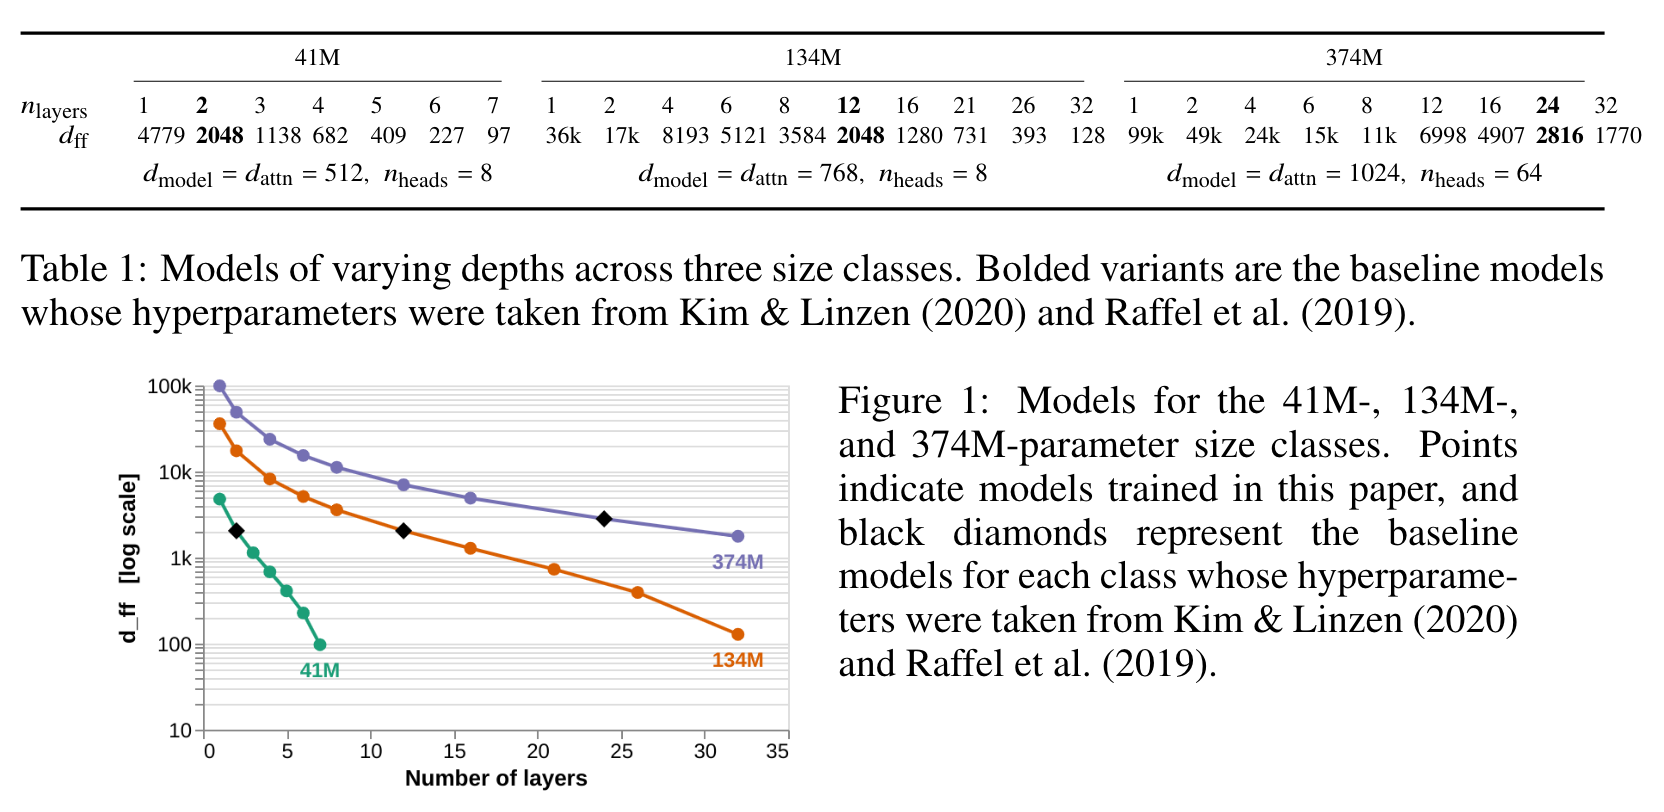 41M 134M 374M
n_layers 1 2 3 4 5 6 7 1 2 4 6 8 12 16 21 26 32 1 2 4 6 8 12 16 24 32
d_ff 4779 2048 1138 682 409 227 97 36k 17k 8193 5121 3584 2048 1280 731 393 128 99k 49k 24k 15k 11k 6998 4907 2816 1770
d_model = d_attn = 512, n_heads = 8 d_model = d_attn = 768, n_heads = 8 d_model = d_attn = 1024, n_heads = 64
Table 1: Models of varying depths across three size classes. Bolded variants are the baseline models
whose hyperparameters were taken from Kim & Linzen (2020) and Raffel et al. (2019).
100k
10k
1k
100
10
d_ff [log scale]
374M
134M
41M
0 5 10 15 20 25 30 35
Number of layers
Figure 1: Models for the 41M-, 134M-,
and 374M-parameter size classes. Points
indicate models trained in this paper, and
black diamonds represent the baseline
models for each class whose hyperparame-
ters were taken from Kim & Linzen (2020)
and Raffel et al. (2019).